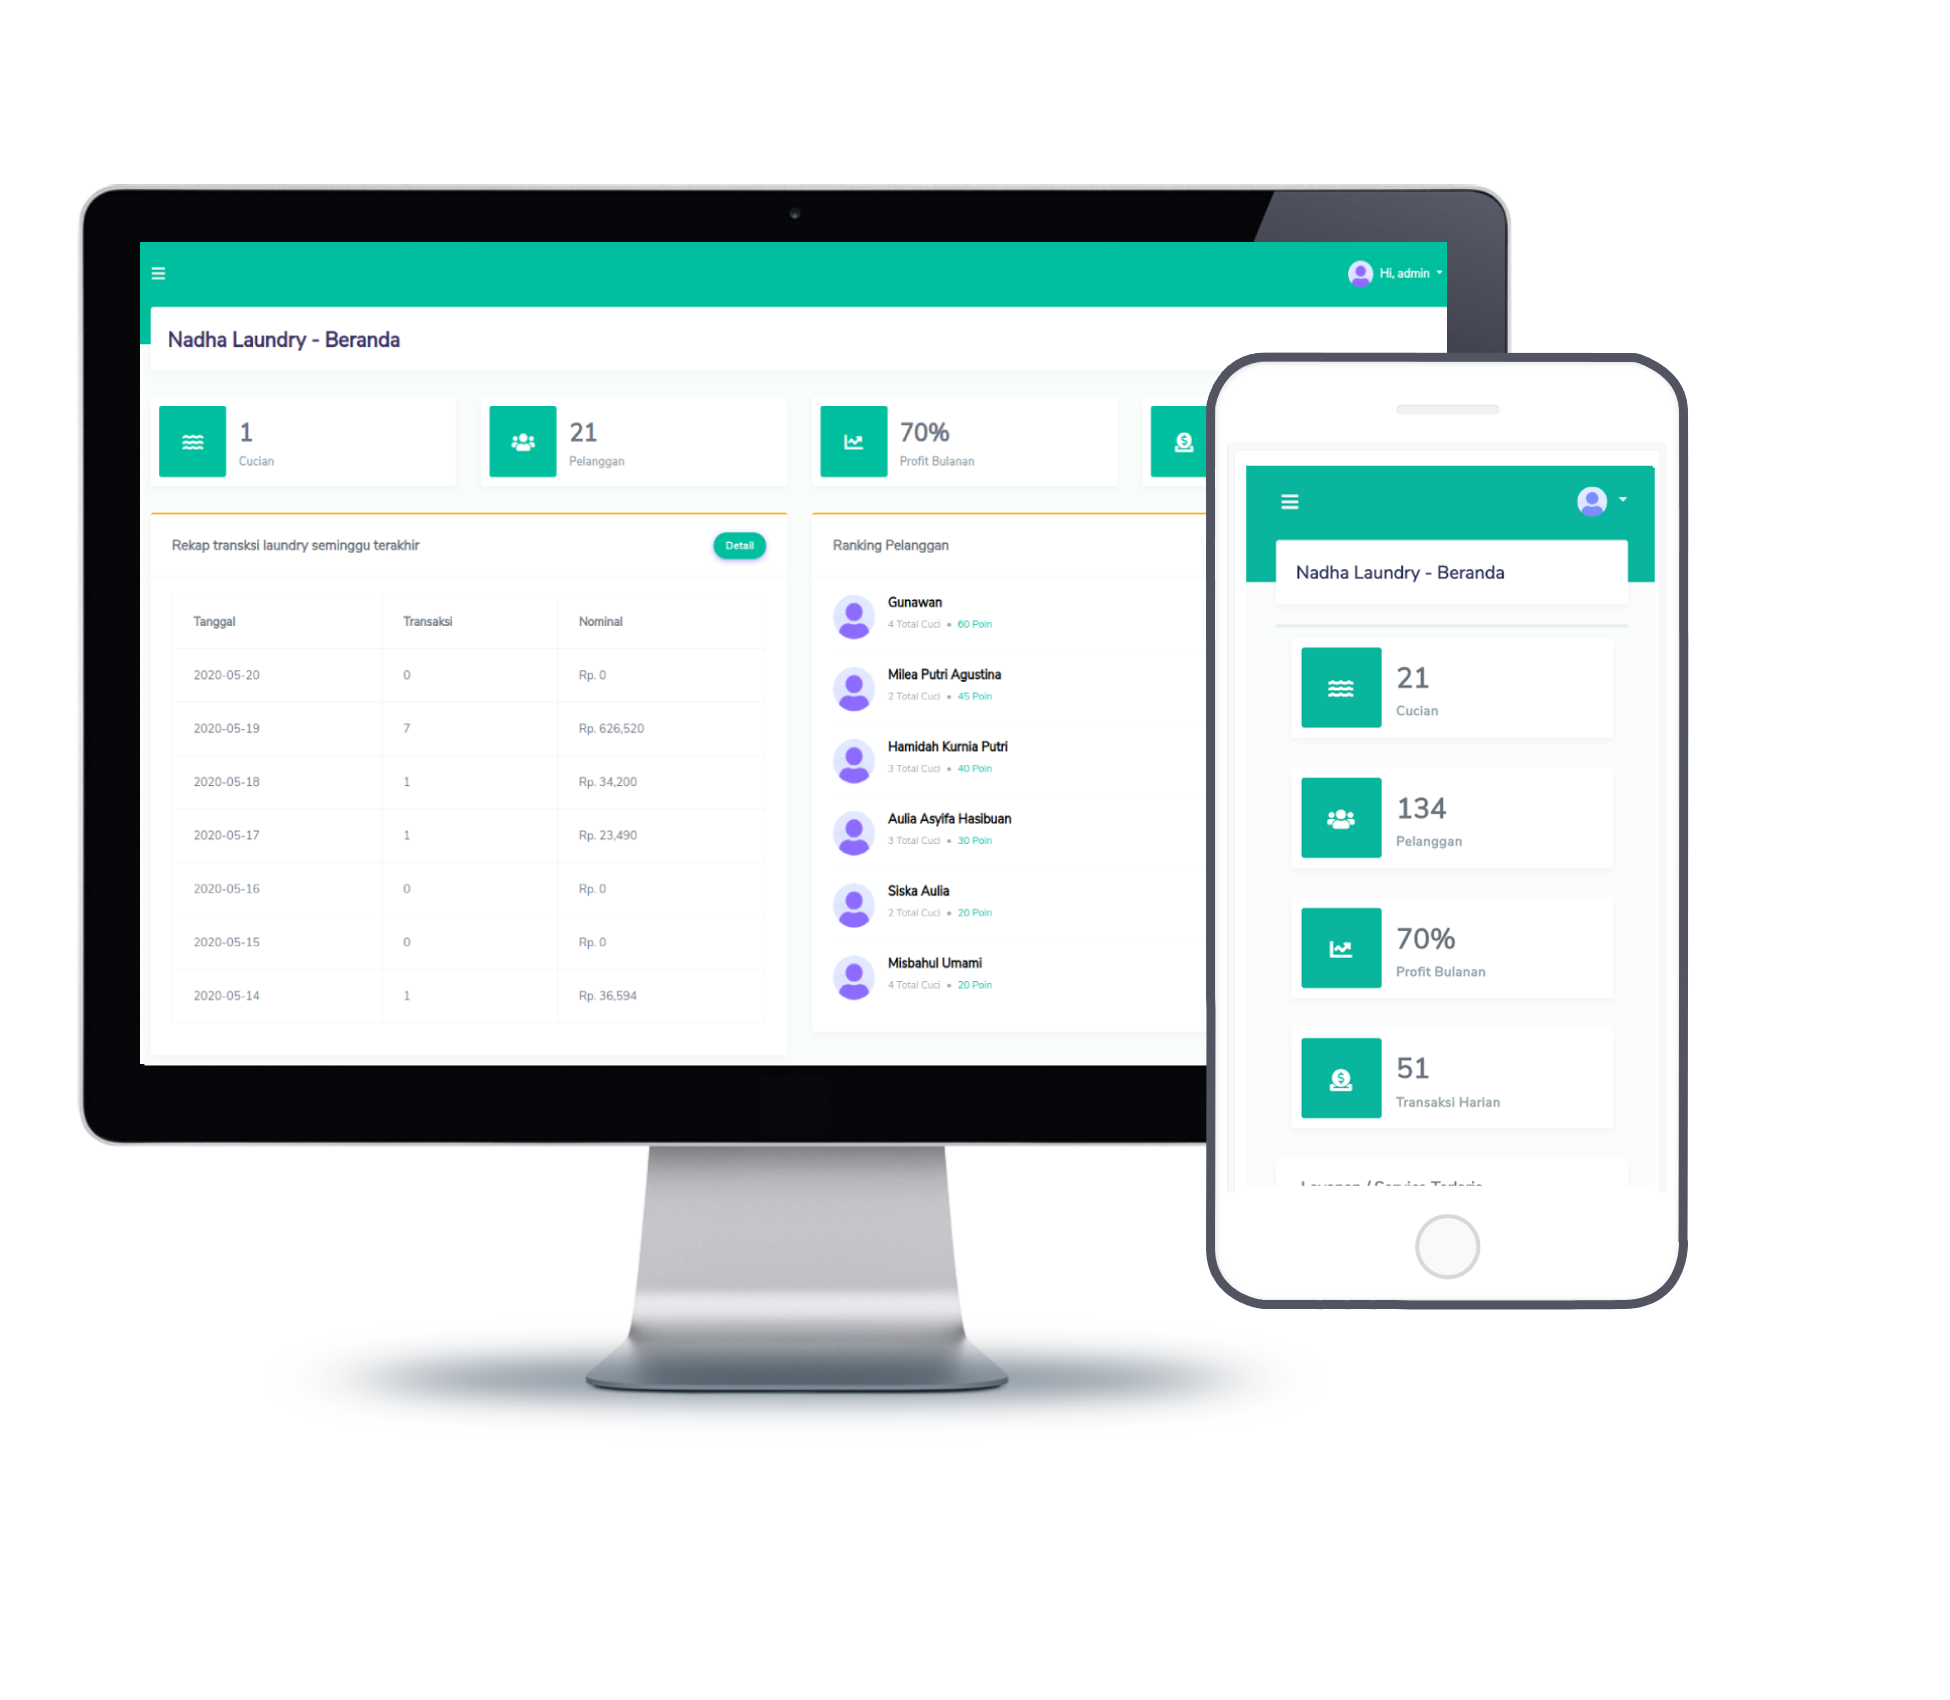 Hi, admin
Nadha Laundry - Beranda
1
Cucian
21
Pelanggan
70%
Profit Bulanan
Rekap transksi laundry seminggu terakhir
Detail
Tanggal Transaksi Nominal
2020-05-20 0 Rp. 0
2020-05-19 7 Rp. 626,520
2020-05-18 1 Rp. 34,200
2020-05-17 1 Rp. 23,490
2020-05-16 0 Rp. 0
2020-05-15 0 Rp. 0
2020-05-14 1 Rp. 36,594
Ranking Pelanggan
Gunawan
4 Total Cuci • 60 Poin
Milea Putri Agustina
2 Total Cuci • 45 Poin
Hamidah Kurnia Putri
3 Total Cuci • 40 Poin
Aulia Asyifa Hasibuan
3 Total Cuci • 30 Poin
Siska Aulia
2 Total Cuci • 20 Poin
Misbahul Umami
4 Total Cuci • 20 Poin
Nadha Laundry - Beranda
21
Cucian
134
Pelanggan
70%
Profit Bulanan
51
Transaksi Harian